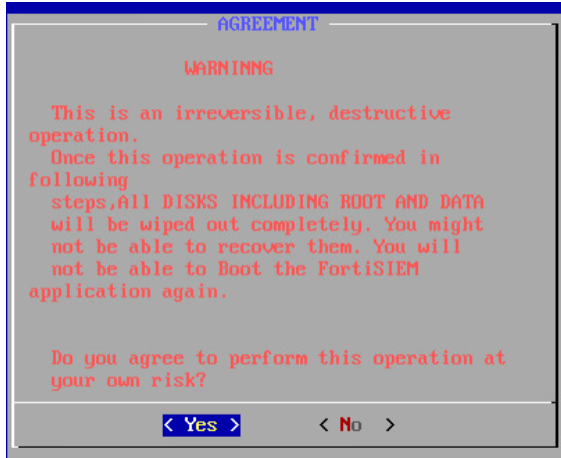 AGREEMENT
WARNINNG
This is an irreversible, destructive
operation.
Once this operation is confirmed in
following
steps,All DISKS INCLUDING ROOT AND DATA
will be wiped out completely. You might
not be able to recover them. You will
not be able to Boot the FortiSIEM
application again.
Do you agree to perform this operation at
your own risk?
< Yes > < No >